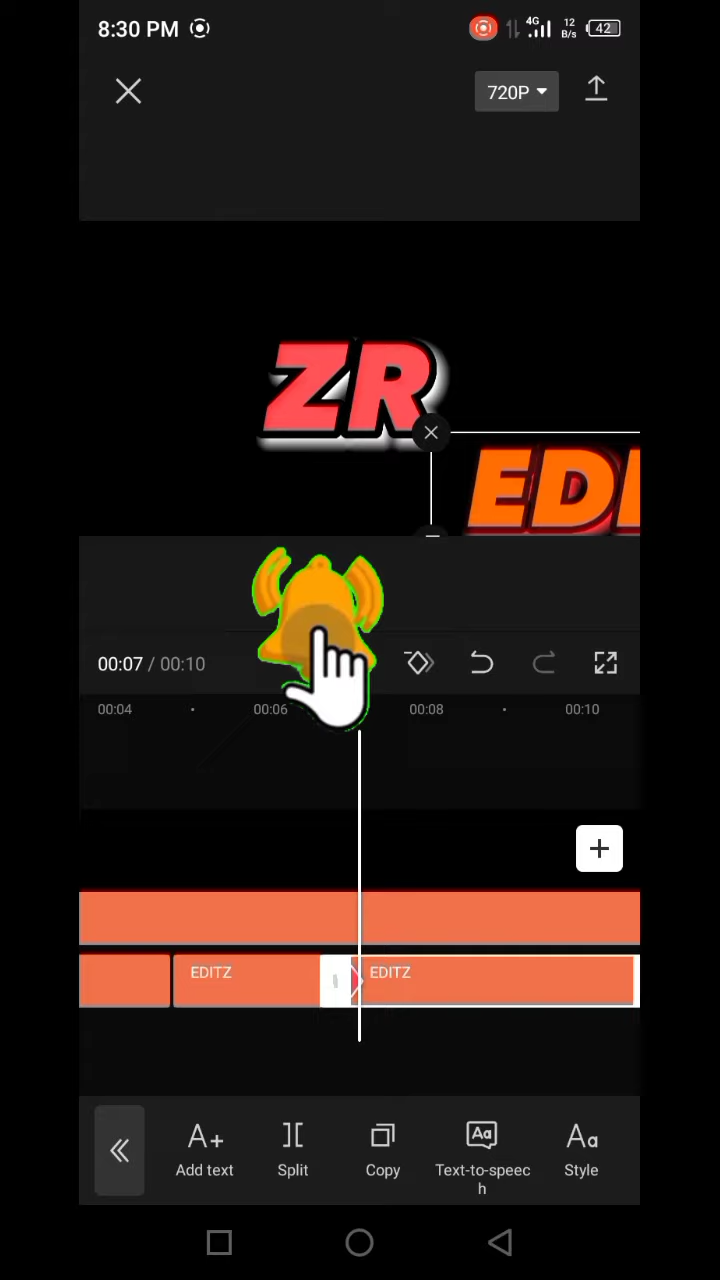 8:30 PM
4G
12
B/s
42
720P
ZR
00:07 / 00:10
00:04
00:06
00:08
00:10
EDITZ
EDITZ
Add text
Split
Copy
Text-to-speec
h
Style